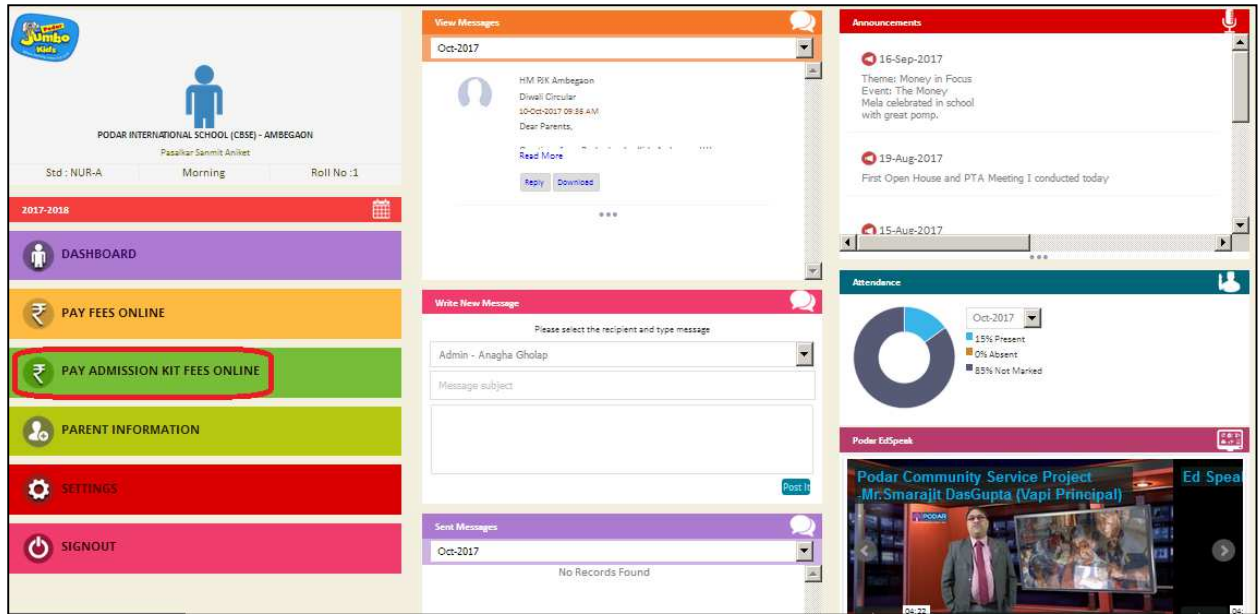 Podar
Jumbo
Kids
PODAR INTERNATIONAL SCHOOL (CBSE) - AMBEGAON
Pasalkar Sanmit Aniket
Std : NUR-A Morning Roll No :1
2017-2018
DASHBOARD
PAY FEES ONLINE
PAY ADMISSION KIT FEES ONLINE
PARENT INFORMATION
SETTINGS
SIGNOUT
View Messages
Oct-2017
HM PJK Ambegaon
Diwali Circular
10-Oct-2017 09:36 AM
Dear Parents,
Read More
Reply Download
Write New Message
Please select the recipient and type message
Admin - Anagha Gholap
Message subject
Post It
Sent Messages
Oct-2017
No Records Found
Announcements
16-Sep-2017
Theme: Money in Focus
Event: The Money
Mela celebrated in school
with great pomp.
19-Aug-2017
First Open House and PTA Meeting I conducted today
15-Aug-2017
Attendance
Oct-2017
15% Present
0% Absent
85% Not Marked
Podar EdSpeak
Podar Community Service Project
-Mr.Smarajit DasGupta (Vapi Principal)
Ed Speak
PODAR
04:22
04: